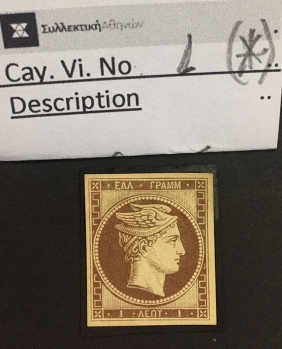 Συλλεκτική Αθηνών
Cay. Vi. No 1 (*) ..
Description ..
ΕΛΛ ΓΡΑΜΜ
1 ΛΕΠΤ 1